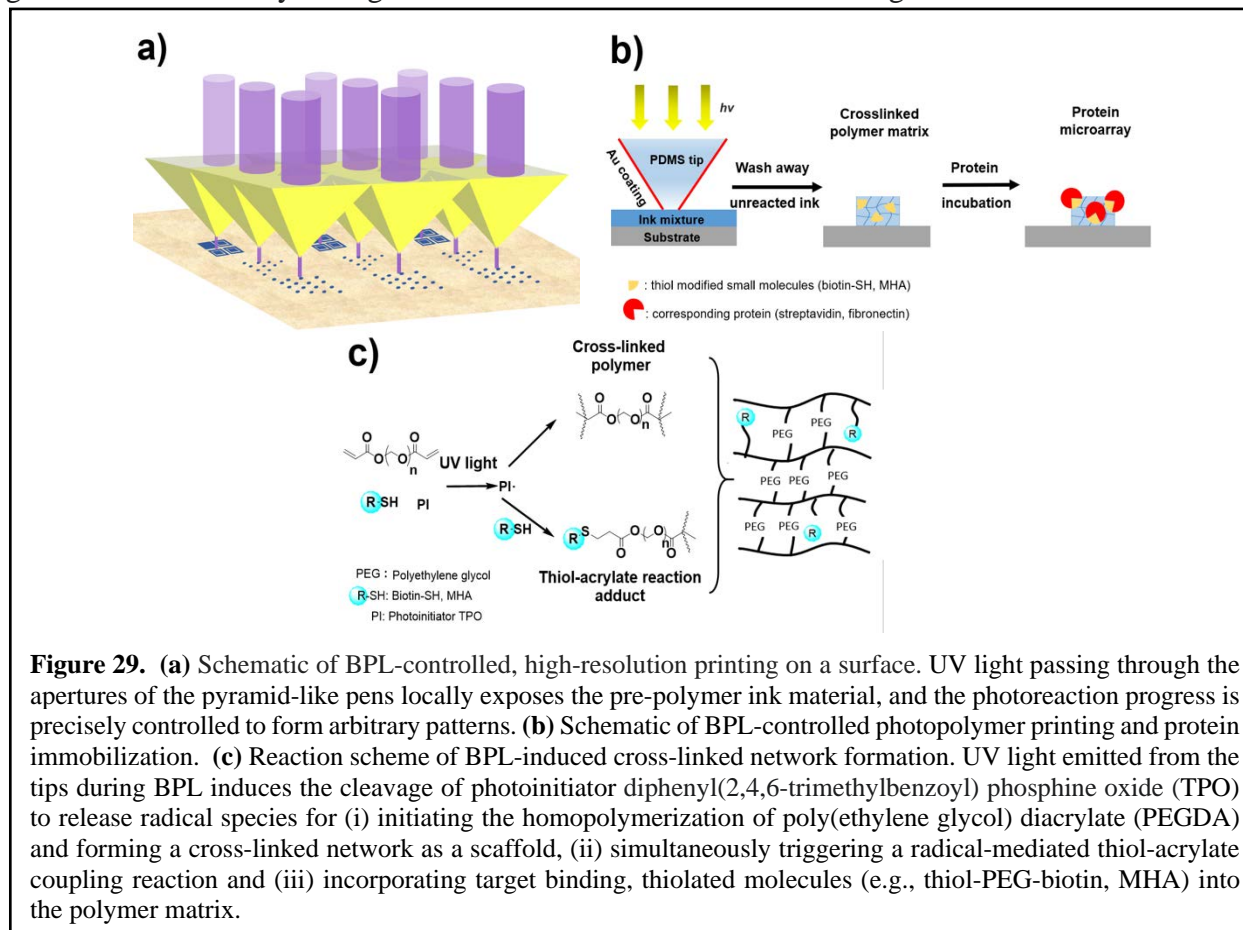 a)
b)
hv
PDMS tip
Au coating
Ink mixture
Substrate
Wash away
unreacted ink
Crosslinked
polymer matrix
Protein
incubation
Protein
microarray
: thiol modified small molecules (biotin-SH, MHA)
: corresponding protein (streptavidin, fibronectin)
c)
Cross-linked
polymer
O
O
O
O
n
O
O
O
O
n
UV light
PI·
R-SH PI
R-SH
R
S
O
O
O
O
n
Thiol-acrylate reaction
adduct
PEG : Polyethylene glycol
R-SH: Biotin-SH, MHA
PI: Photoinitiator TPO
R
PEG
PEG
R
PEG PEG PEG
PEG
R
PEG
Figure 29. (a) Schematic of BPL-controlled, high-resolution printing on a surface. UV light passing through the
apertures of the pyramid-like pens locally exposes the pre-polymer ink material, and the photoreaction progress is
precisely controlled to form arbitrary patterns. (b) Schematic of BPL-controlled photopolymer printing and protein
immobilization. (c) Reaction scheme of BPL-induced cross-linked network formation. UV light emitted from the
tips during BPL induces the cleavage of photoinitiator diphenyl(2,4,6-trimethylbenzoyl) phosphine oxide (TPO)
to release radical species for (i) initiating the homopolymerization of poly(ethylene glycol) diacrylate (PEGDA)
and forming a cross-linked network as a scaffold, (ii) simultaneously triggering a radical-mediated thiol-acrylate
coupling reaction and (iii) incorporating target binding, thiolated molecules (e.g., thiol-PEG-biotin, MHA) into
the polymer matrix.